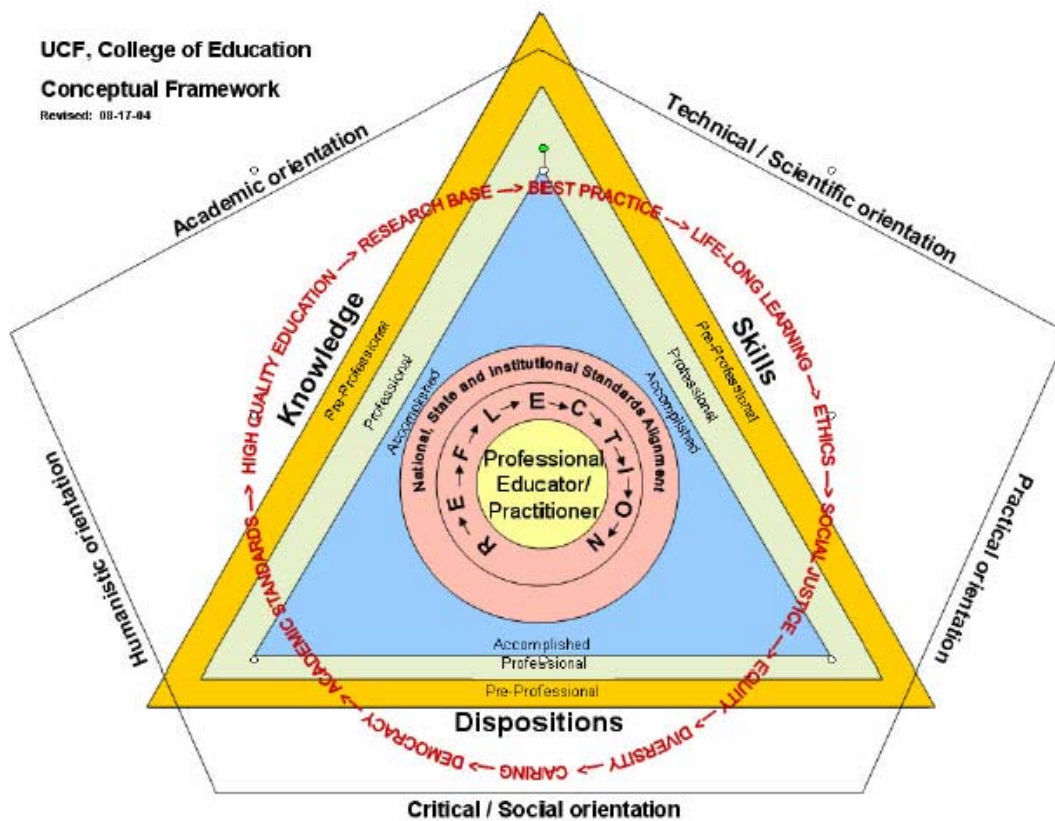 UCF, College of Education
Conceptual Framework
Revised: 08-17-04
Academic orientation
Technical / Scientific orientation
Humanistic orientation
Practical orientation
Critical / Social orientation
HIGH QUALITY EDUCATION —> RESEARCH BASE —> BEST PRACTICE —> LIFE-LONG LEARNING —> ETHICS —> SOCIAL JUSTICE —> EQUITY —> DIVERSITY —> CARING —> DEMOCRACY —> ACADEMIC STANDARDS —>
Knowledge
Pre-Professional
Professional
Accomplished
Skills
Pre-Professional
Professional
Accomplished
National, State and Institutional Standards Alignment
R→E→F→L→E→C→T→I→O→N
Professional
Educator/
Practitioner
Accomplished
Professional
Pre-Professional
Dispositions